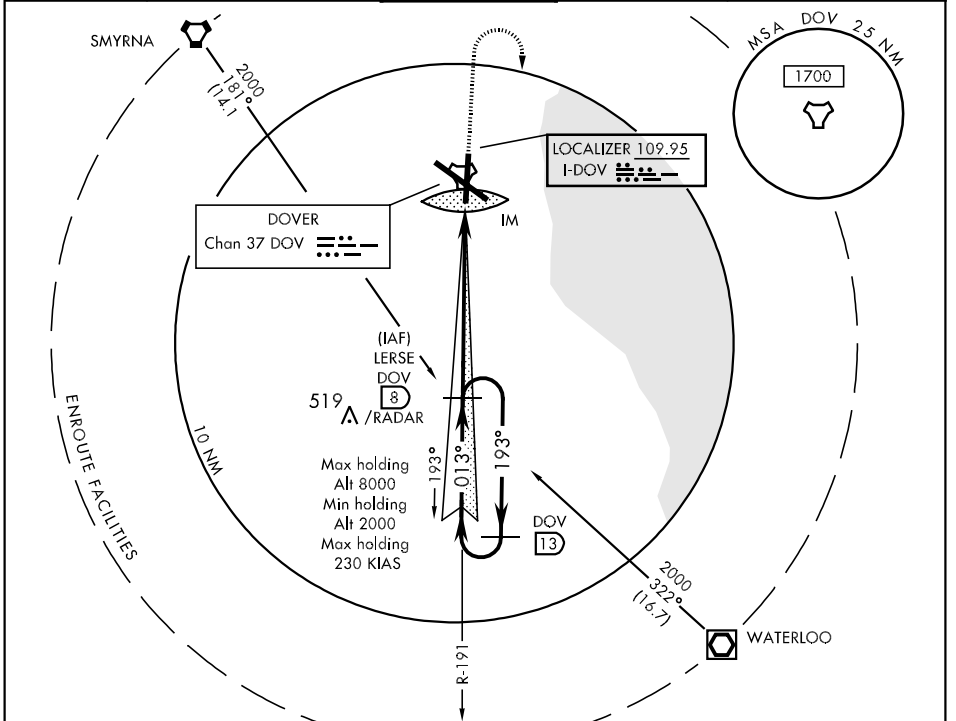 SMYRNA
2000
181°
(14.1
MSA DOV 25 NM
1700
LOCALIZER 109.95
I-DOV
DOVER
Chan 37 DOV
IM
(IAF)
LERSE
DOV
8
519 /RADAR
10 NM
ENROUTE FACILITIES
193°
013°
193°
Max holding
Alt 8000
Min holding
Alt 2000
Max holding
230 KIAS
DOV
13
2000
322°
(16.7)
WATERLOO
R-191